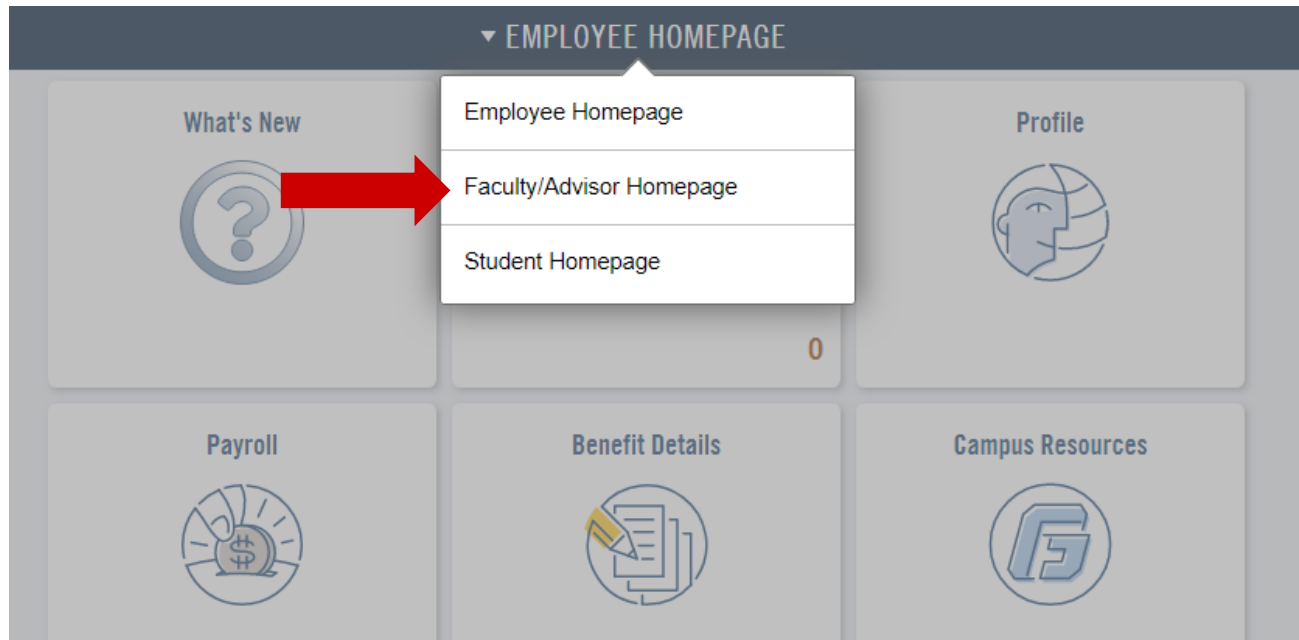 EMPLOYEE HOMEPAGE
Employee Homepage
Faculty/Advisor Homepage
Student Homepage
What's New
Profile
0
Payroll
$
Benefit Details
Campus Resources